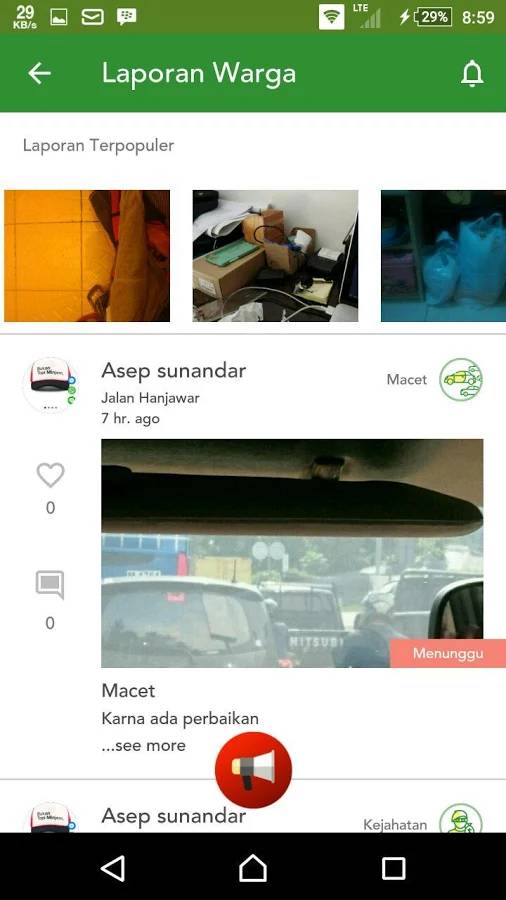 29
KB/s
LTE
29%
8:59
Laporan Warga
Laporan Terpopuler
Asep sunandar
Macet
Jalan Hanjawar
7 hr. ago
0
0
MITSUBI
Menunggu
Macet
Karna ada perbaikan
...see more
Asep sunandar
Kejahatan